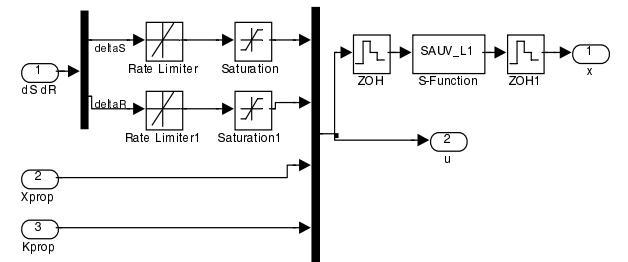 deltaS
Rate Limiter
Saturation
1
dS dR
deltaR
Rate Limiter1
Saturation1
2
Xprop
3
Kprop
ZOH
SAUV_L1
S-Function
ZOH1
1
x
2
u